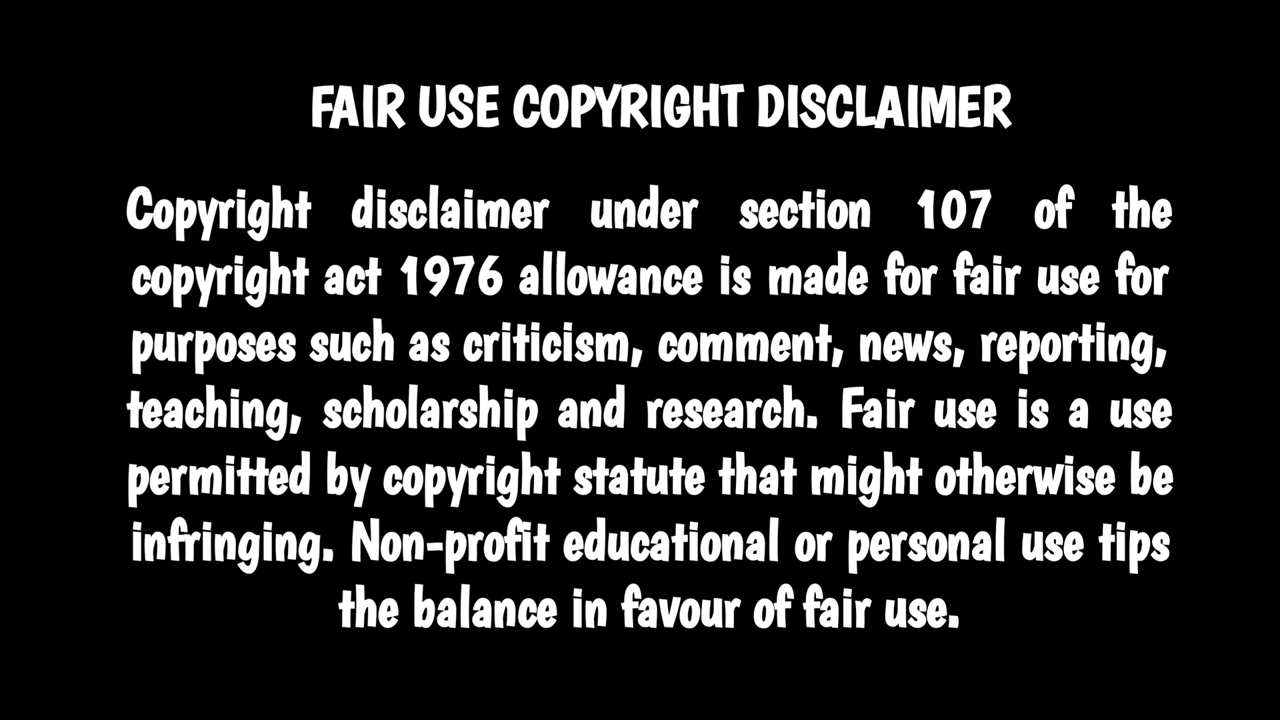 FAIR USE COPYRIGHT DISCLAIMER
Copyright disclaimer under section 107 of the
copyright act 1976 allowance is made for fair use for
purposes such as criticism, comment, news, reporting,
teaching, scholarship and research. Fair use is a use
permitted by copyright statute that might otherwise be
infringing. Non-profit educational or personal use tips
the balance in favour of fair use.